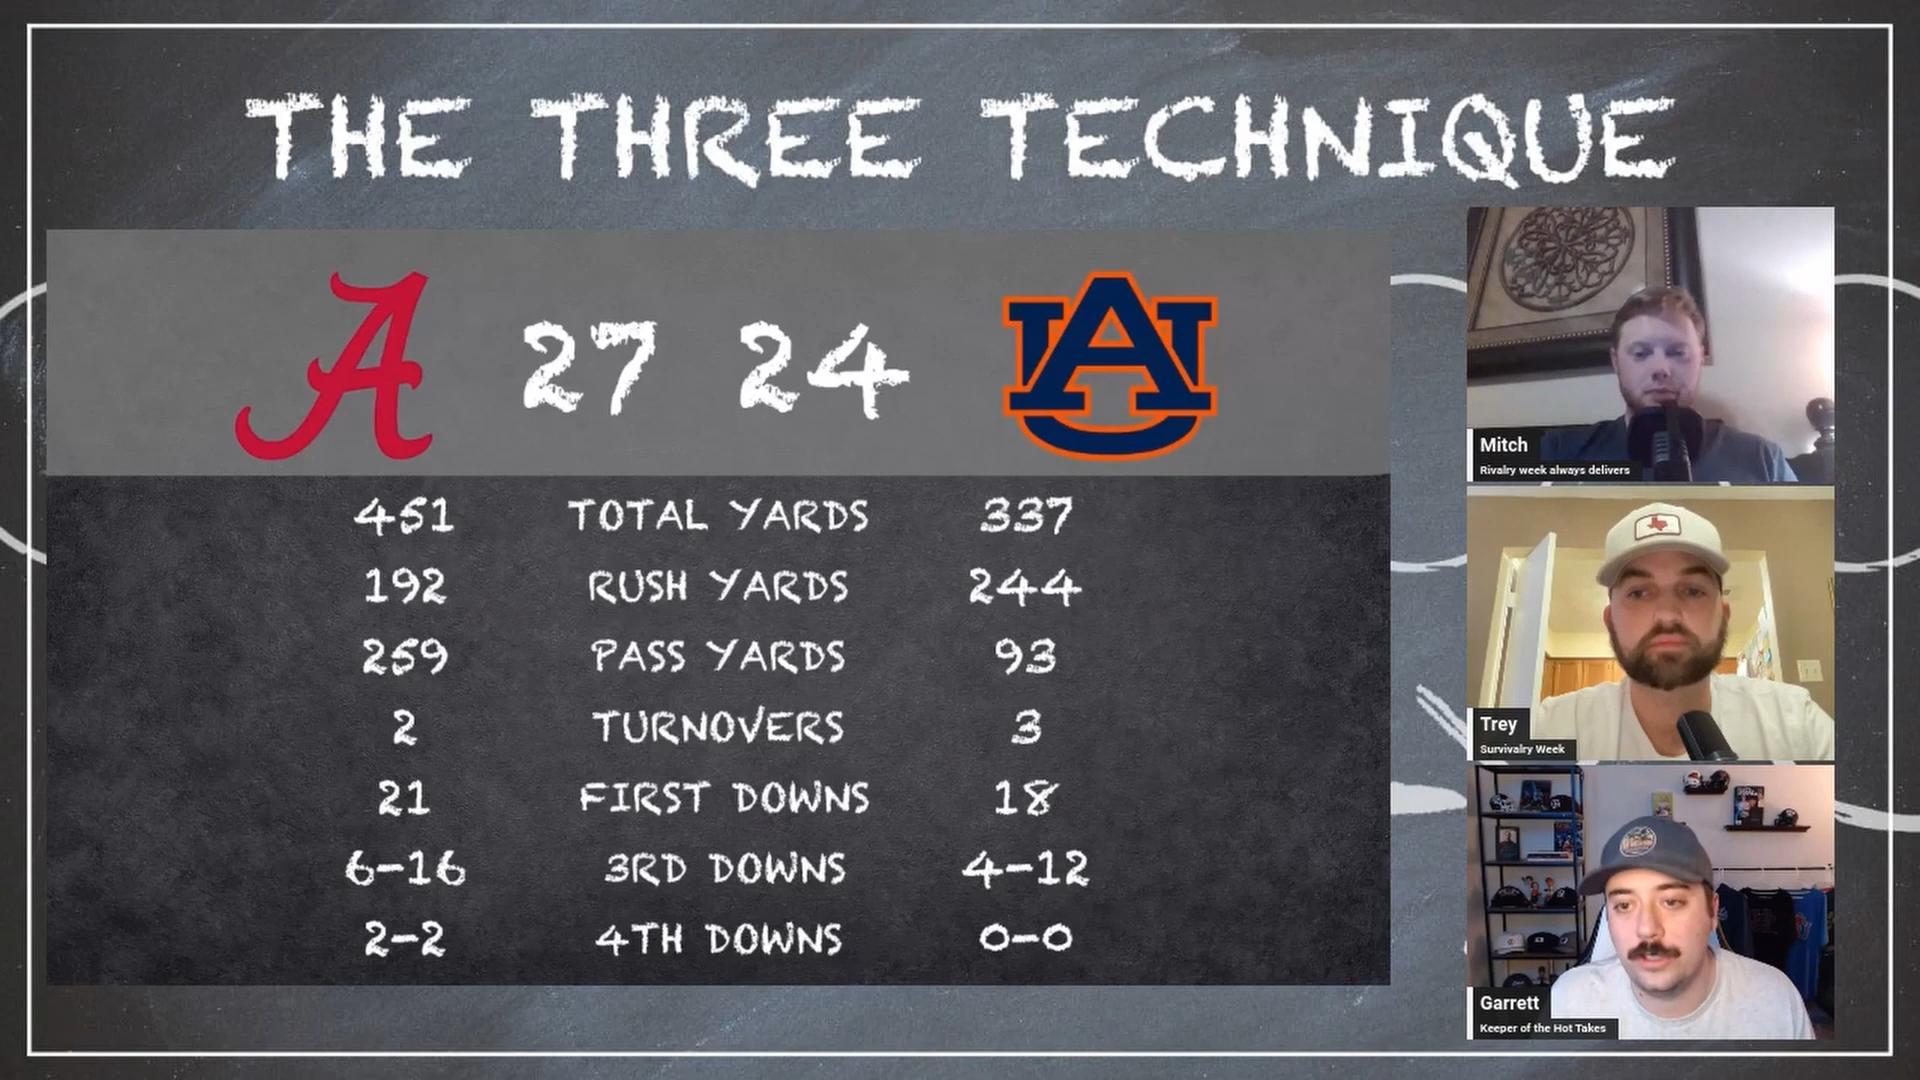 THE THREE TECHNIQUE
27 24
451 TOTAL YARDS 337
192 RUSH YARDS 244
259 PASS YARDS 93
2 TURNOVERS 3
21 FIRST DOWNS 18
6-16 3RD DOWNS 4-12
2-2 4TH DOWNS 0-0
Mitch
Rivalry week always delivers
Trey
Survivalry Week
Garrett
Keeper of the Hot Takes